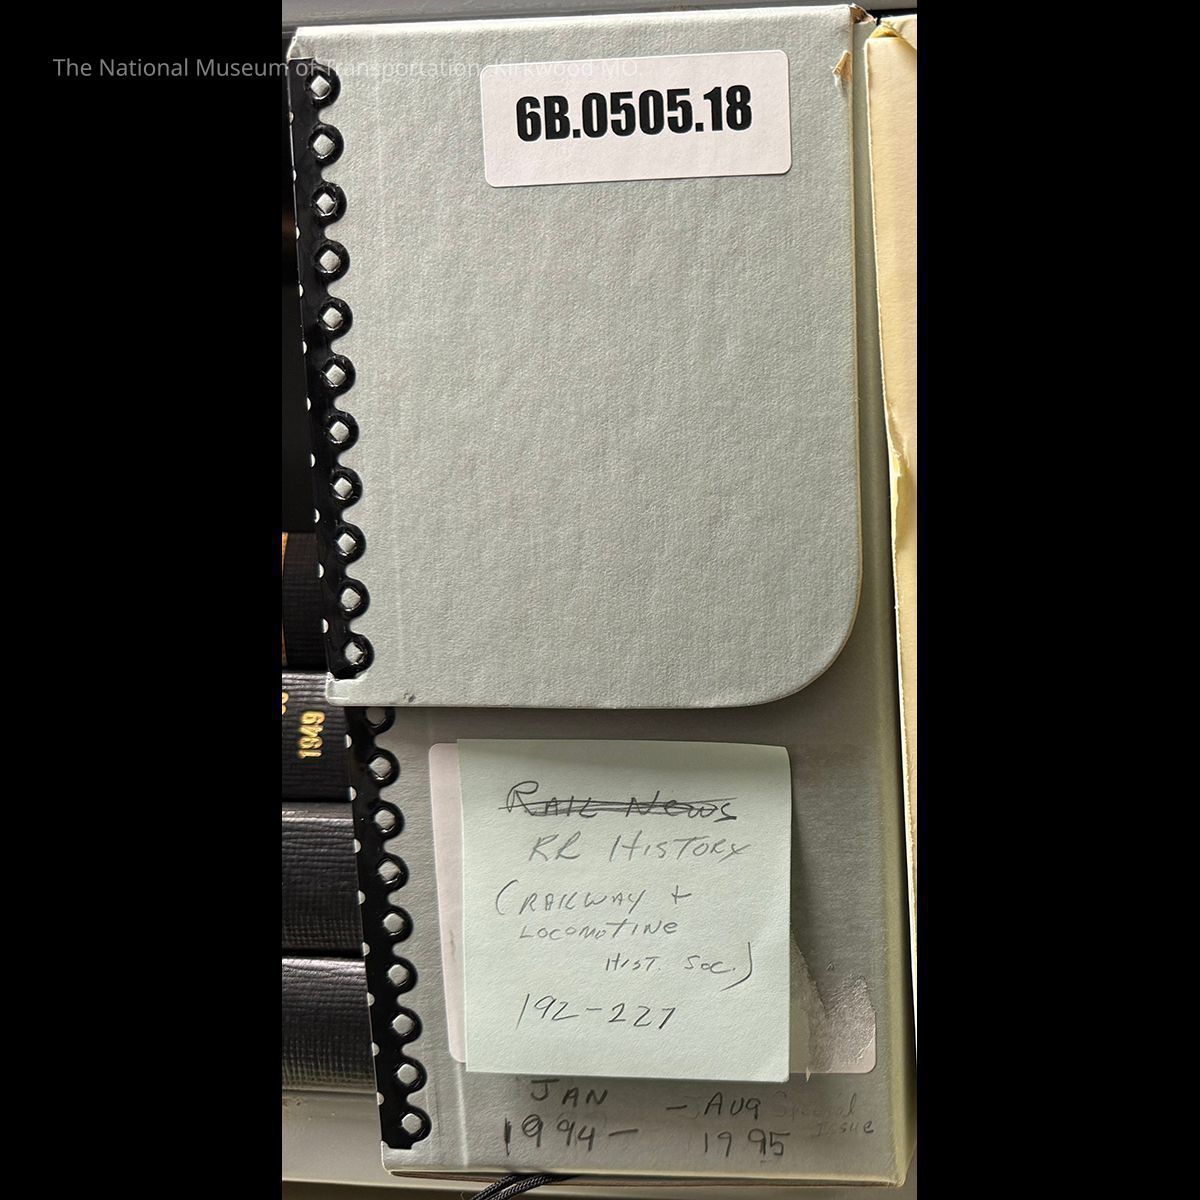 The National Museum of Transportation, Kirkwood MO.
6B.0505.18
1949
RAIL NEWS
RR HISTORY
(RAILWAY +
LOCOMOTINE
HIST. SOC.)
192-227
JAN - AUG Special
1994- 1995 Issue